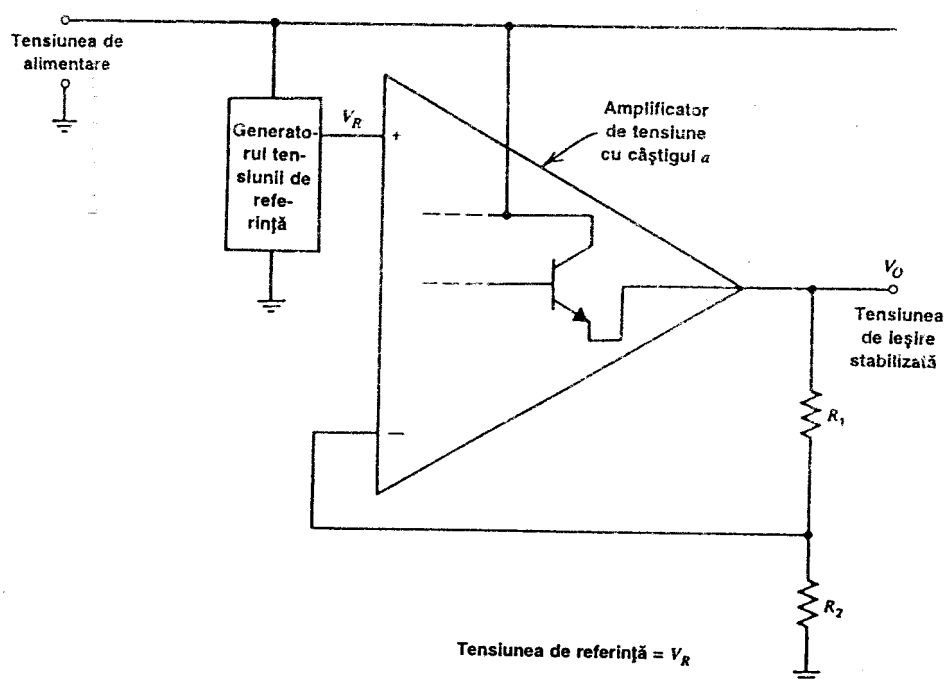 Tensiunea de
alimentare
Generato-
rul ten-
siunii de
refe-
rință
V_R
+
Amplificator
de tensiune
cu câștigul a
V_O
Tensiunea
de ieșire
stabilizată
−
R₁
R₂
Tensiunea de referință = V_R